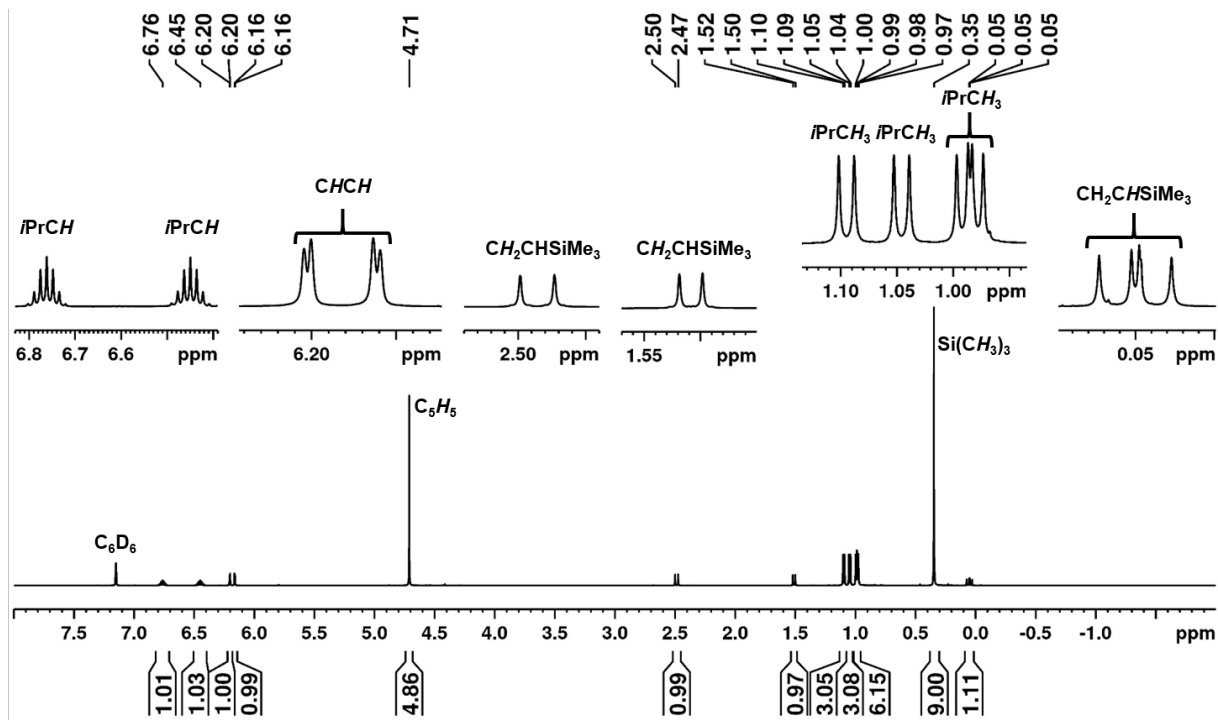 6.76 6.45 6.20 6.20 6.16 6.16 4.71 2.50 2.47 1.52 1.50 1.10 1.09 1.05 1.04 1.00 0.99 0.98 0.97 0.35 0.05 0.05 0.05
iPrCH3
iPrCH3 iPrCH3
CHCH
CH2CHSiMe3
iPrCH iPrCH
CH2CHSiMe3 CH2CHSiMe3
1.10 1.05 1.00 ppm
6.8 6.7 6.6 ppm 6.20 ppm 2.50 ppm 1.55 ppm 0.05 ppm
Si(CH3)3
C5H5
C6D6
7.5 7.0 6.5 6.0 5.5 5.0 4.5 4.0 3.5 3.0 2.5 2.0 1.5 1.0 0.5 0.0 -0.5 -1.0 ppm
1.01 1.03 1.00 0.99 4.86 0.99 0.97 3.05 3.08 6.15 9.00 1.11